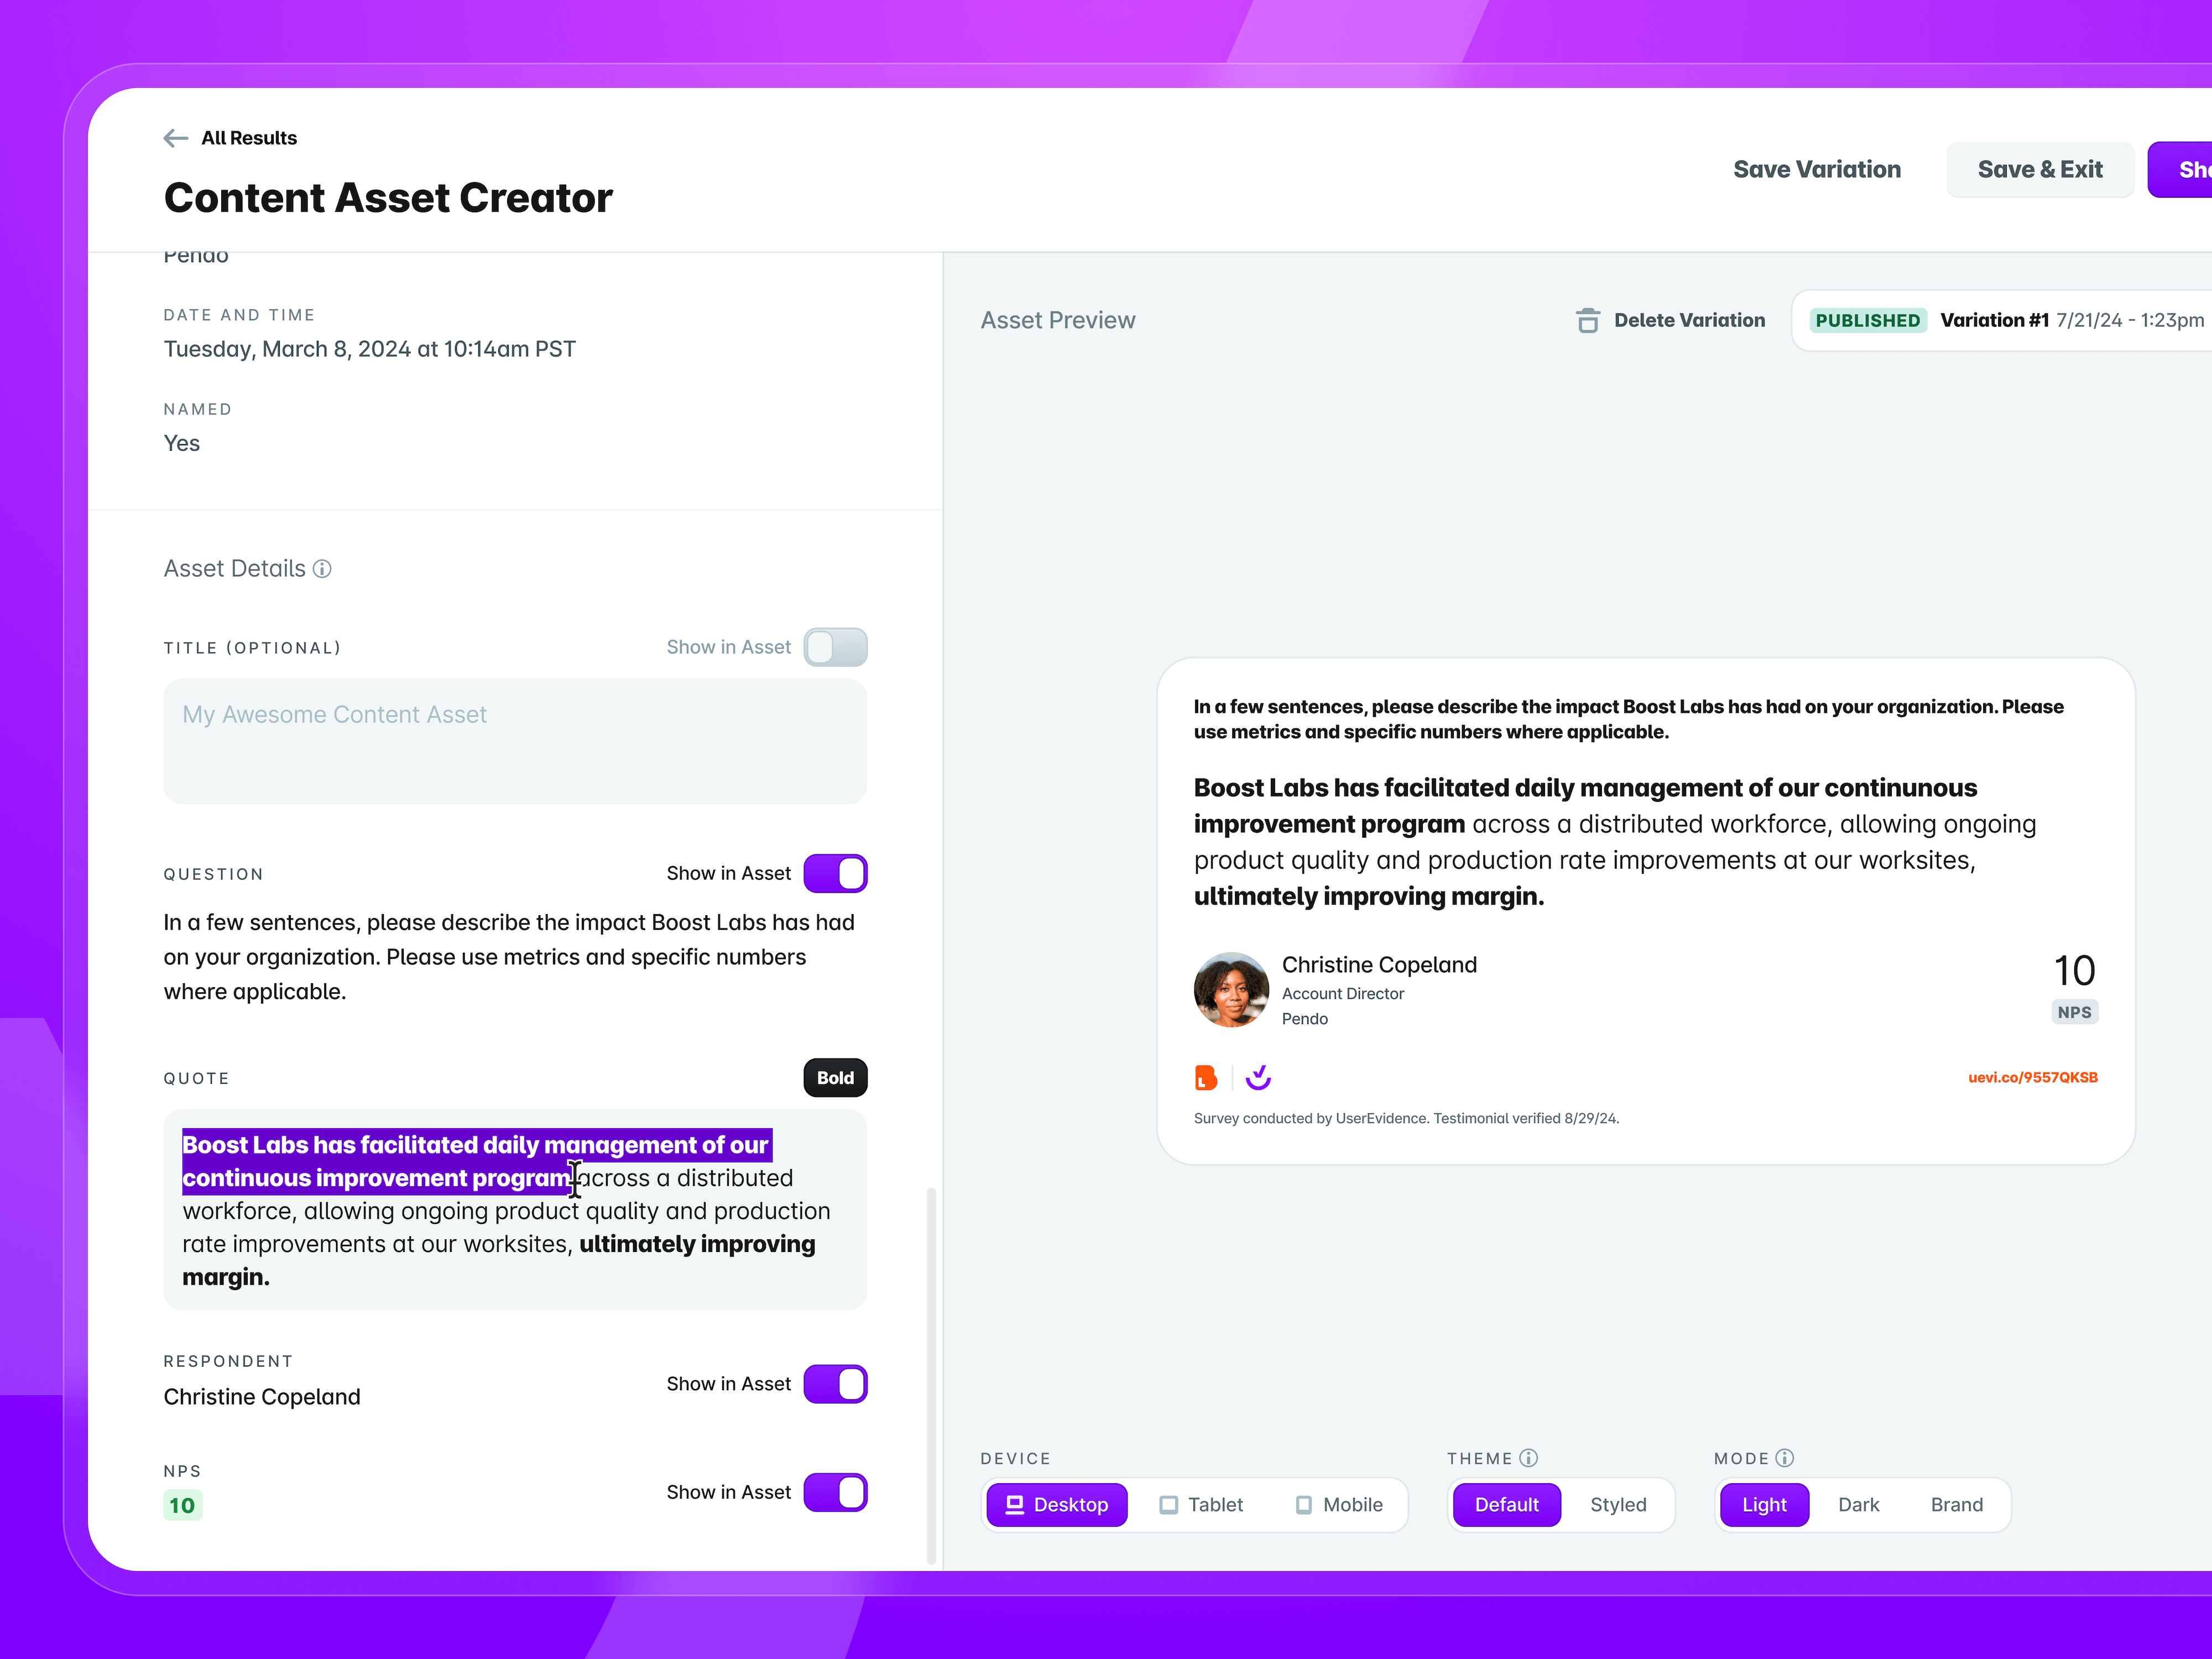 All Results
Content Asset Creator
Save Variation
Save & Exit
Pendo
DATE AND TIME
Tuesday, March 8, 2024 at 10:14am PST
NAMED
Yes
Asset Details
TITLE (OPTIONAL)
Show in Asset
My Awesome Content Asset
QUESTION
Show in Asset
In a few sentences, please describe the impact Boost Labs has had
on your organization. Please use metrics and specific numbers
where applicable.
QUOTE
Bold
Boost Labs has facilitated daily management of our
continuous improvement program across a distributed
workforce, allowing ongoing product quality and production
rate improvements at our worksites, ultimately improving
margin.
RESPONDENT
Christine Copeland
Show in Asset
NPS
10
Show in Asset
Asset Preview
Delete Variation
PUBLISHED Variation #1 7/21/24 - 1:23pm
In a few sentences, please describe the impact Boost Labs has had on your organization. Please
use metrics and specific numbers where applicable.
Boost Labs has facilitated daily management of our continunous
improvement program across a distributed workforce, allowing ongoing
product quality and production rate improvements at our worksites,
ultimately improving margin.
Christine Copeland
Account Director
Pendo
10
NPS
uevi.co/9557QKSB
Survey conducted by UserEvidence. Testimonial verified 8/29/24.
DEVICE
Desktop
Tablet
Mobile
THEME
Default
Styled
MODE
Light
Dark
Brand